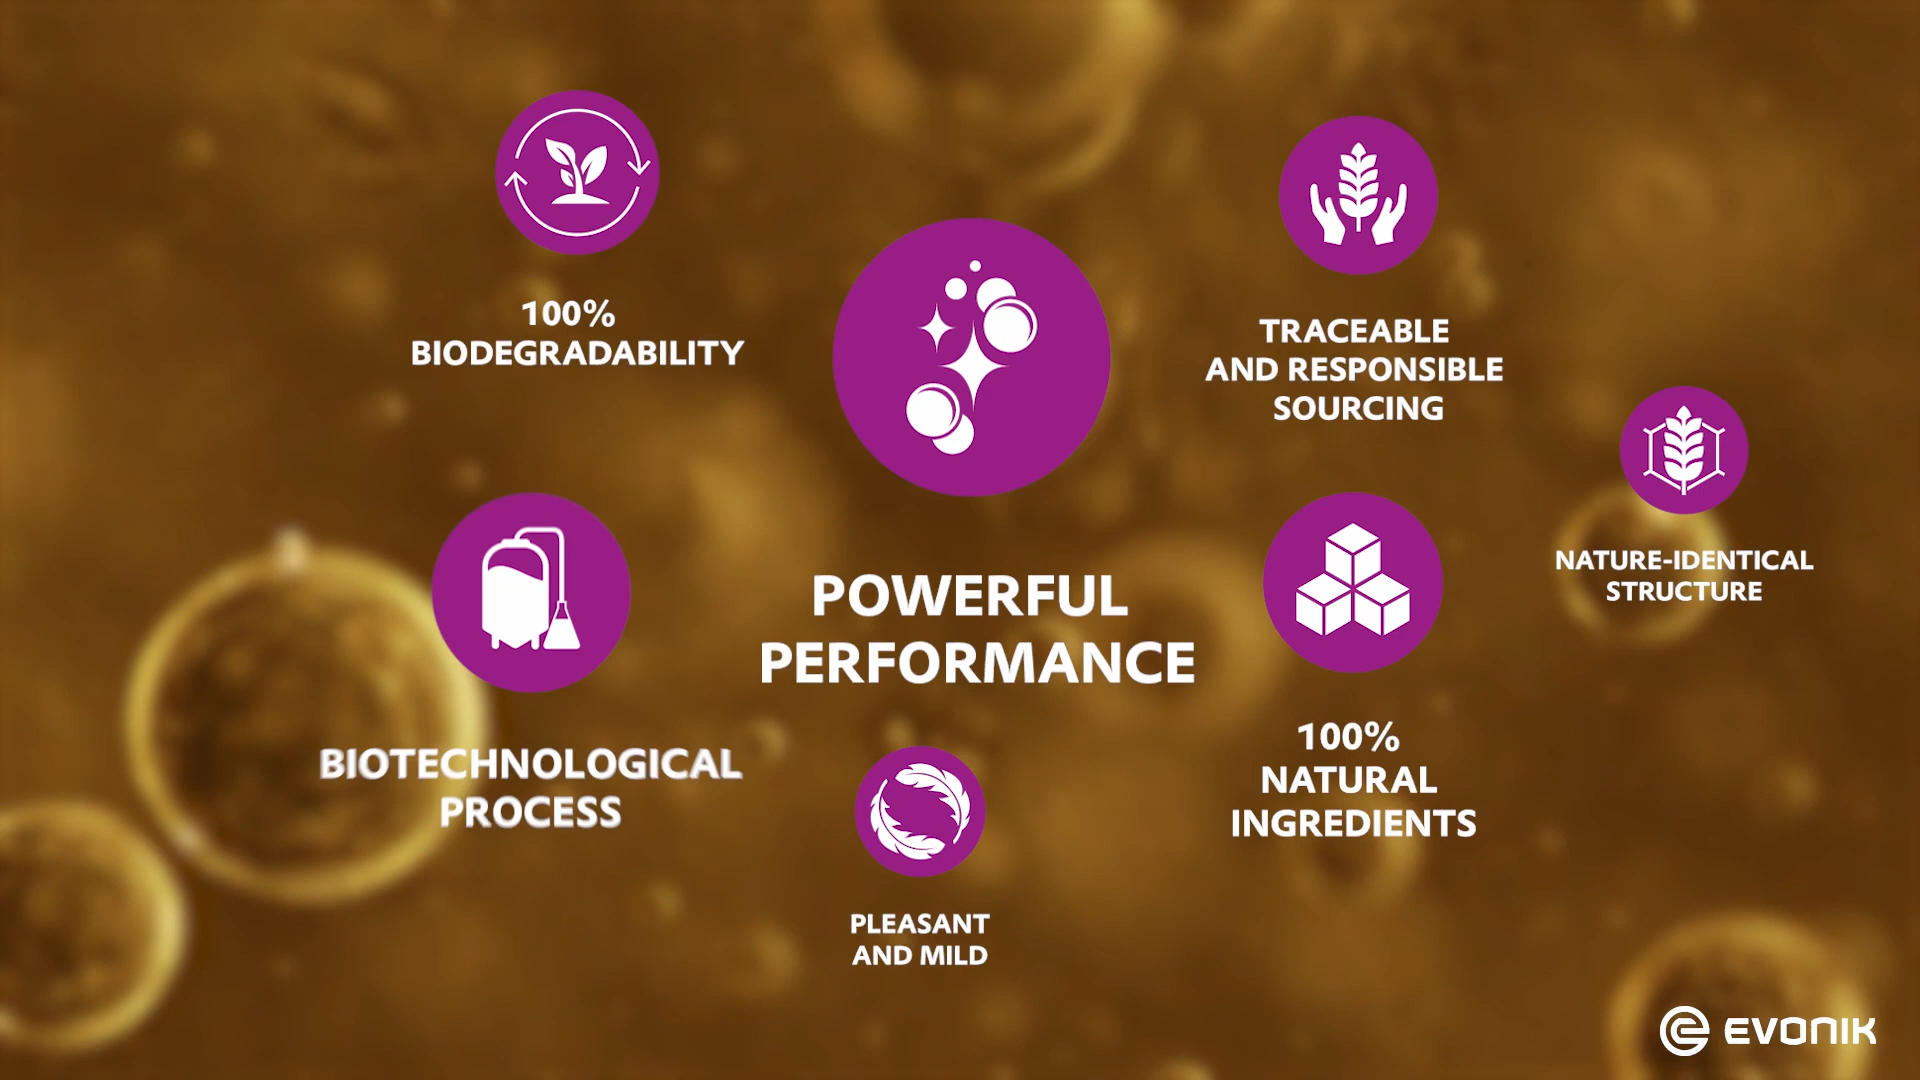 100%
BIODEGRADABILITY
TRACEABLE
AND RESPONSIBLE
SOURCING
NATURE-IDENTICAL
STRUCTURE
POWERFUL
PERFORMANCE
BIOTECHNOLOGICAL
PROCESS
100%
NATURAL
INGREDIENTS
PLEASANT
AND MILD
EVONIK